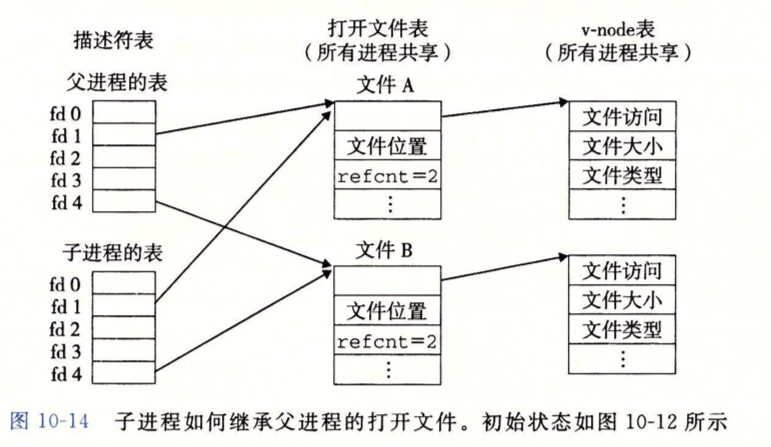 描述符表
打开文件表
（所有进程共享）
v-node表
（所有进程共享）
父进程的表
fd 0
fd 1
fd 2
fd 3
fd 4
文件 A
文件位置
refcnt=2
⋮
文件访问
文件大小
文件类型
⋮
子进程的表
fd 0
fd 1
fd 2
fd 3
fd 4
文件 B
文件位置
refcnt=2
⋮
文件访问
文件大小
文件类型
⋮
图 10-14 子进程如何继承父进程的打开文件。初始状态如图 10-12 所示